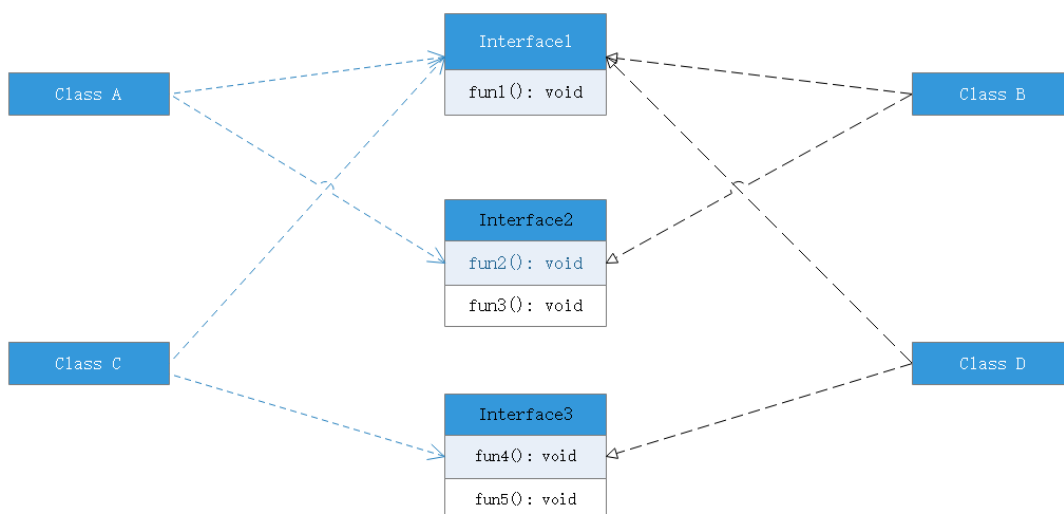 Interface1
fun1(): void
Class A
Class B
Interface2
fun2(): void
fun3(): void
Class C
Class D
Interface3
fun4(): void
fun5(): void